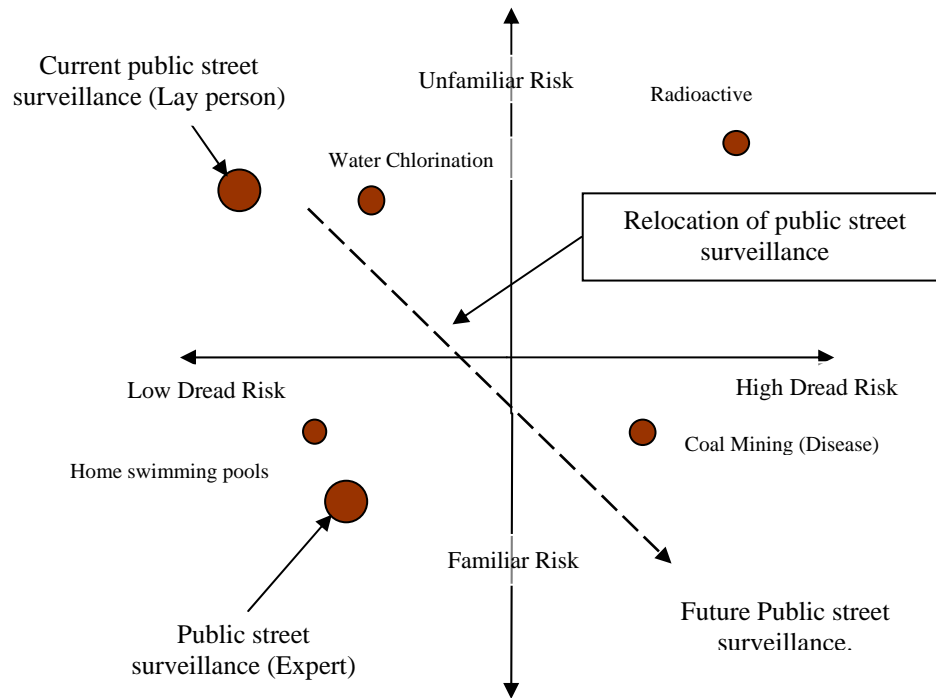 Current public street
surveillance (Lay person)
Unfamiliar Risk
Radioactive
Water Chlorination
Relocation of public street
surveillance
Low Dread Risk
High Dread Risk
Home swimming pools
Coal Mining (Disease)
Familiar Risk
Public street
surveillance (Expert)
Future Public street
surveillance.